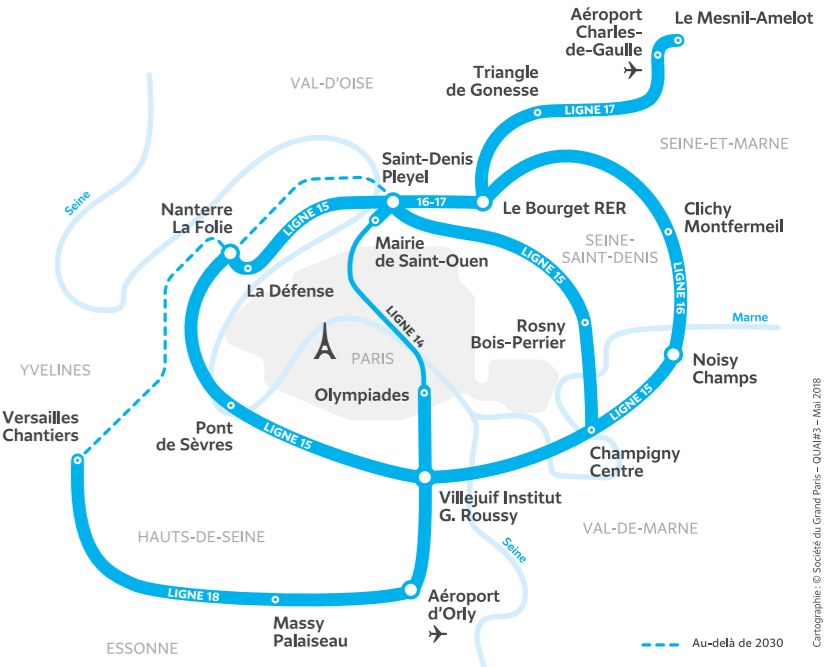 Aéroport
Charles-
de-Gaulle
Le Mesnil-Amelot
VAL-D'OISE
Triangle
de Gonesse
LIGNE 17
SEINE-ET-MARNE
Saint-Denis
Pleyel
Seine
Nanterre
La Folie
LIGNE 15
16-17
Le Bourget RER
Clichy
Montfermeil
Mairie
de Saint-Ouen
SEINE-
SAINT-DENIS
LIGNE 15
LIGNE 16
La Défense
LIGNE 14
Marne
Rosny
Bois-Perrier
PARIS
Noisy
Champs
YVELINES
Olympiades
LIGNE 15
Versailles
Chantiers
Pont
de Sèvres
LIGNE 15
Champigny
Centre
Villejuif Institut
G. Roussy
HAUTS-DE-SEINE
Seine
VAL-DE-MARNE
LIGNE 18
Aéroport
d'Orly
Massy
Palaiseau
ESSONNE
Au-delà de 2030
Cartographie : © Société du Grand Paris – QUAI#3 – Mai 2018